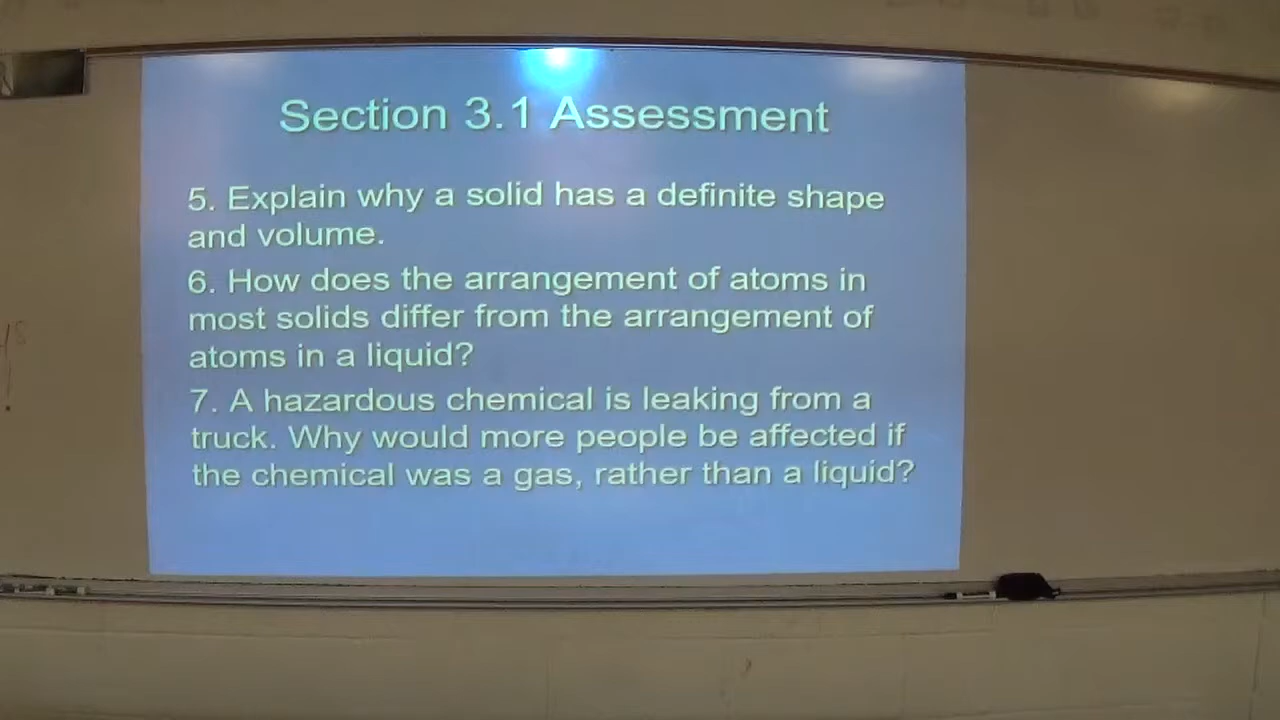 Section 3.1 Assessment
5. Explain why a solid has a definite shape
and volume.
6. How does the arrangement of atoms in
most solids differ from the arrangement of
atoms in a liquid?
7. A hazardous chemical is leaking from a
truck. Why would more people be affected if
the chemical was a gas, rather than a liquid?